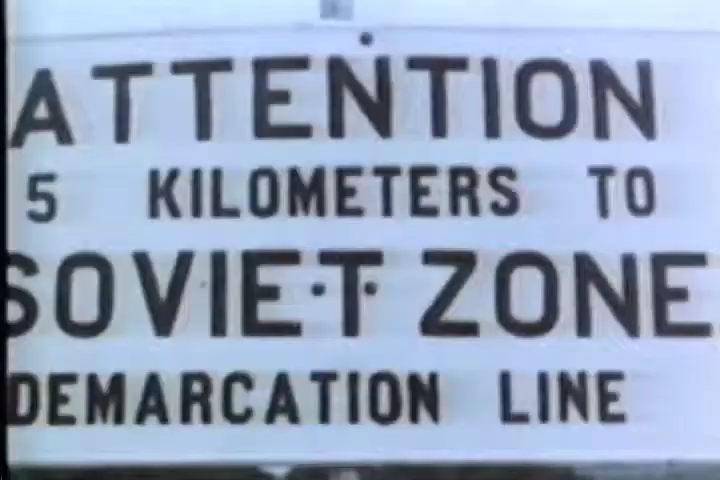 ATTENTION
5 KILOMETERS TO
SOVIET ZONE
DEMARCATION LINE